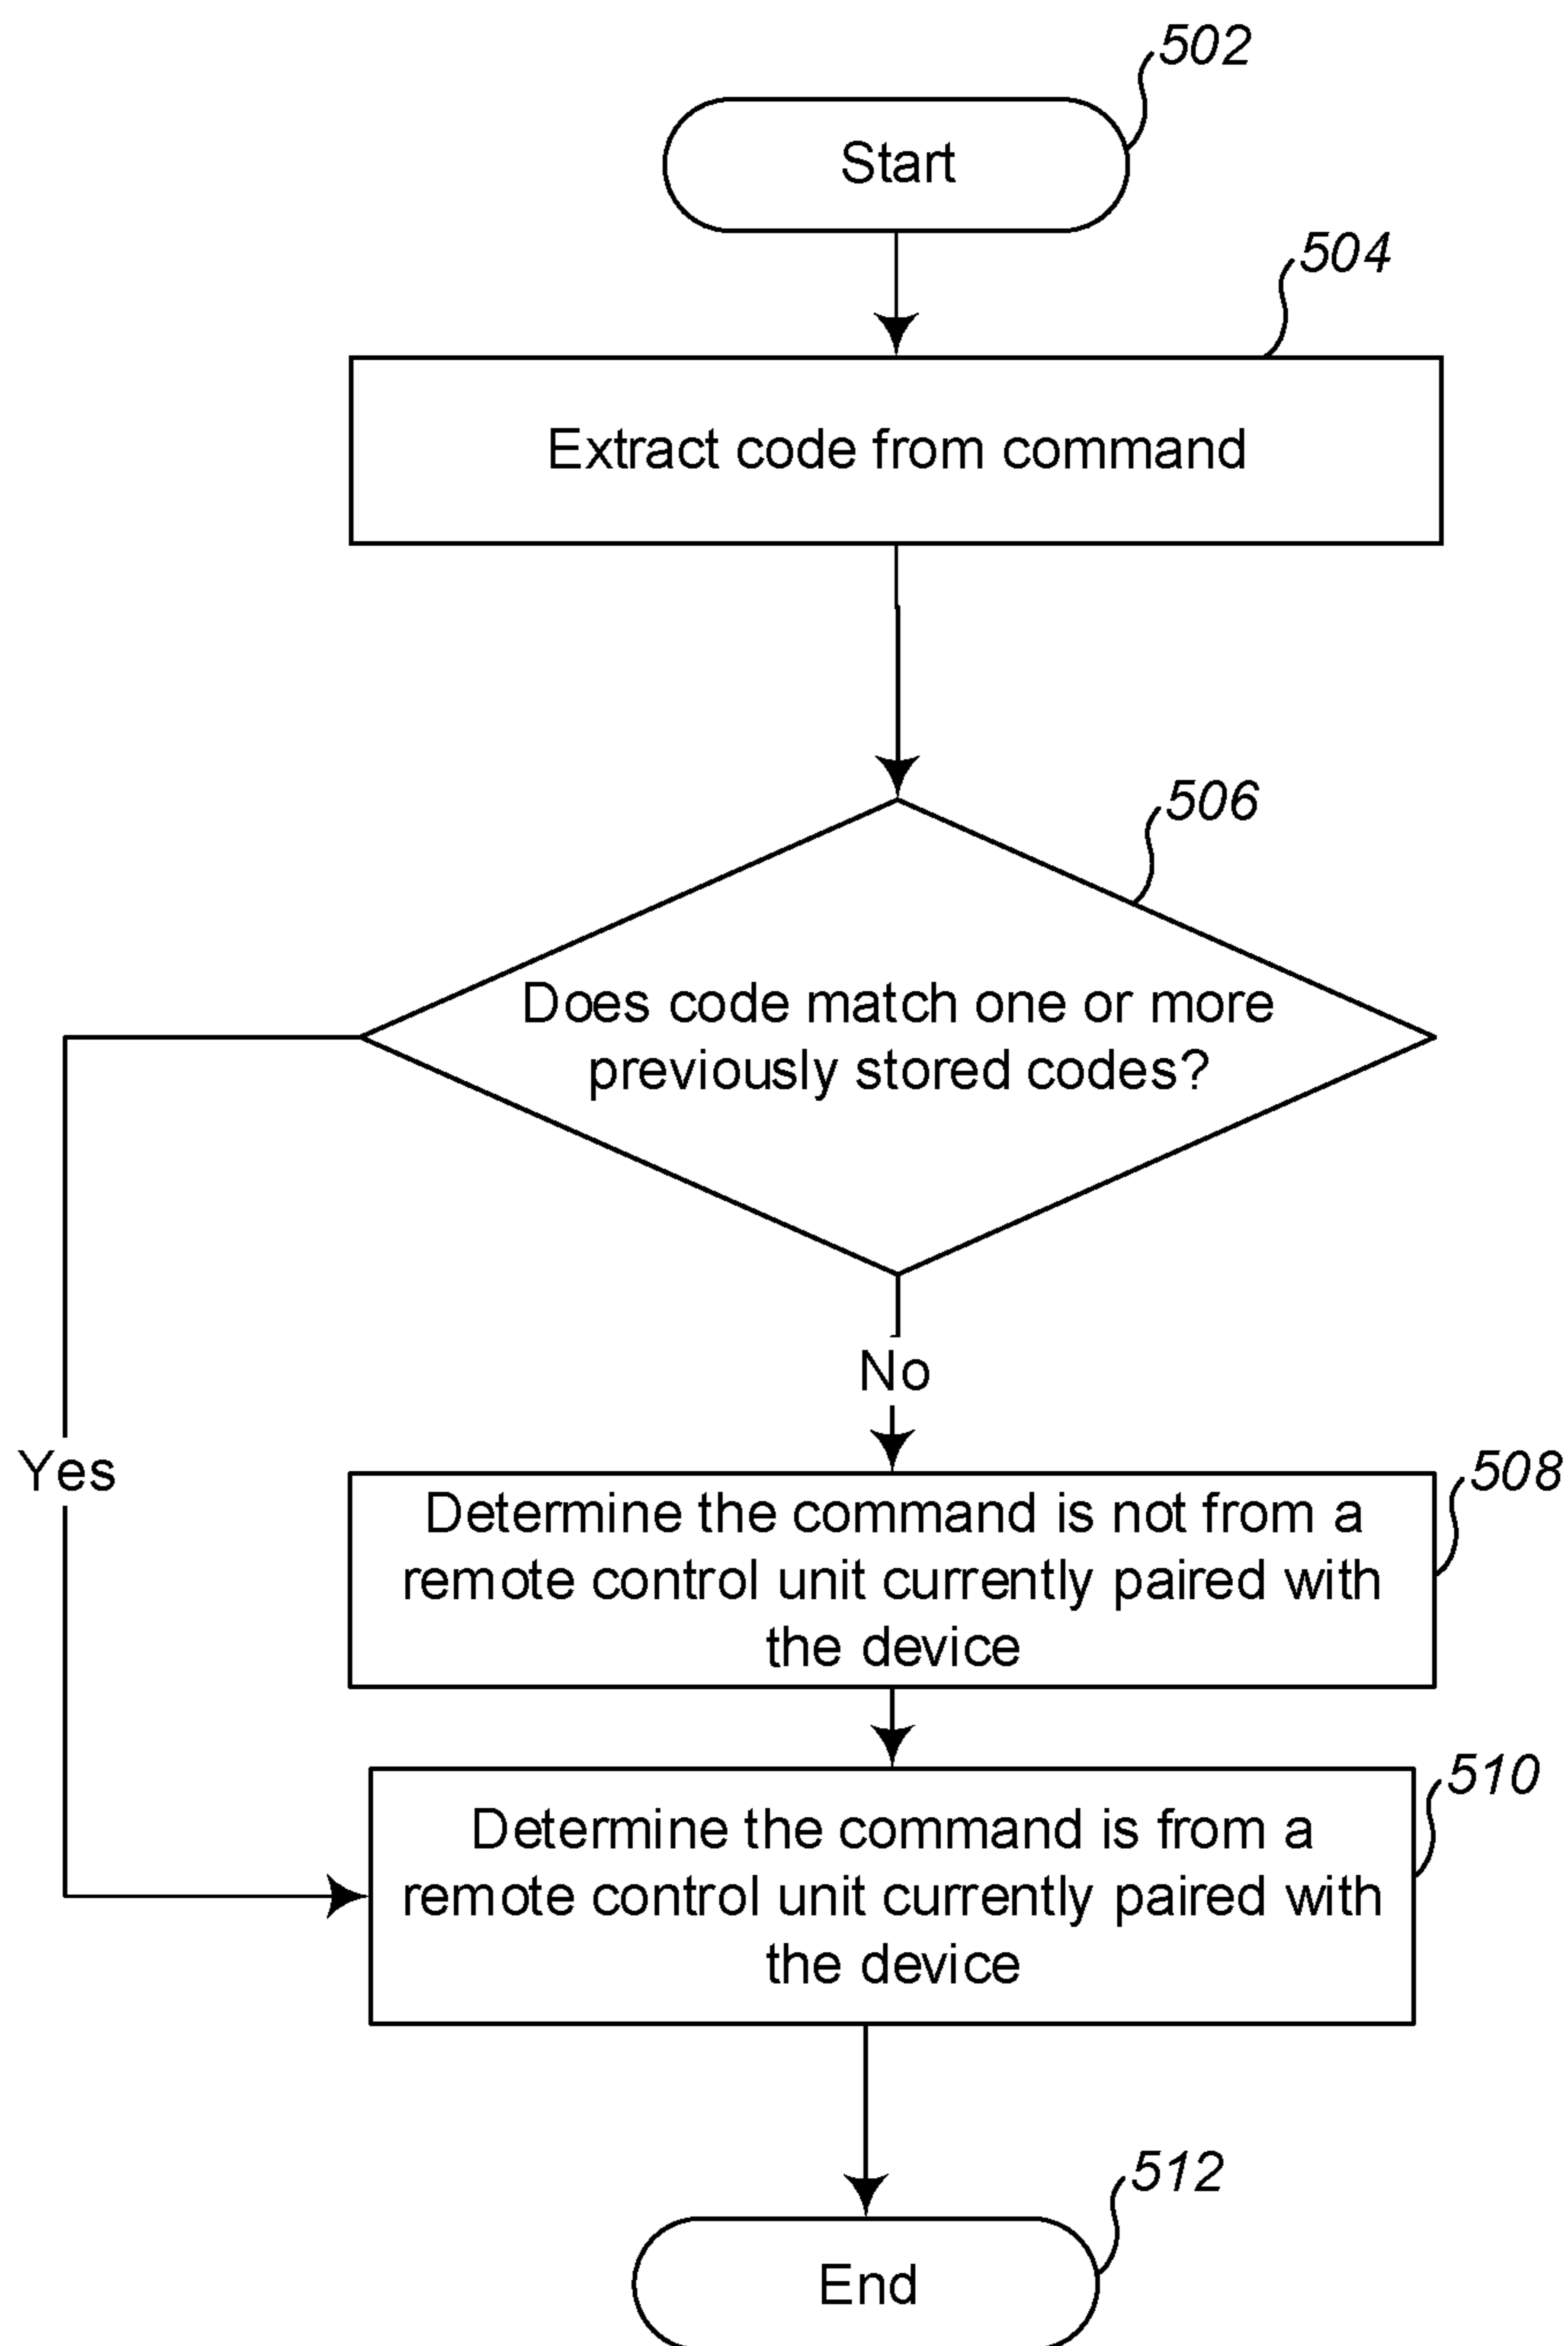 502
Start
504
Extract code from command
506
Does code match one or more
previously stored codes?
No
Yes
508
Determine the command is not from a
remote control unit currently paired with
the device
510
Determine the command is from a
remote control unit currently paired with
the device
512
End